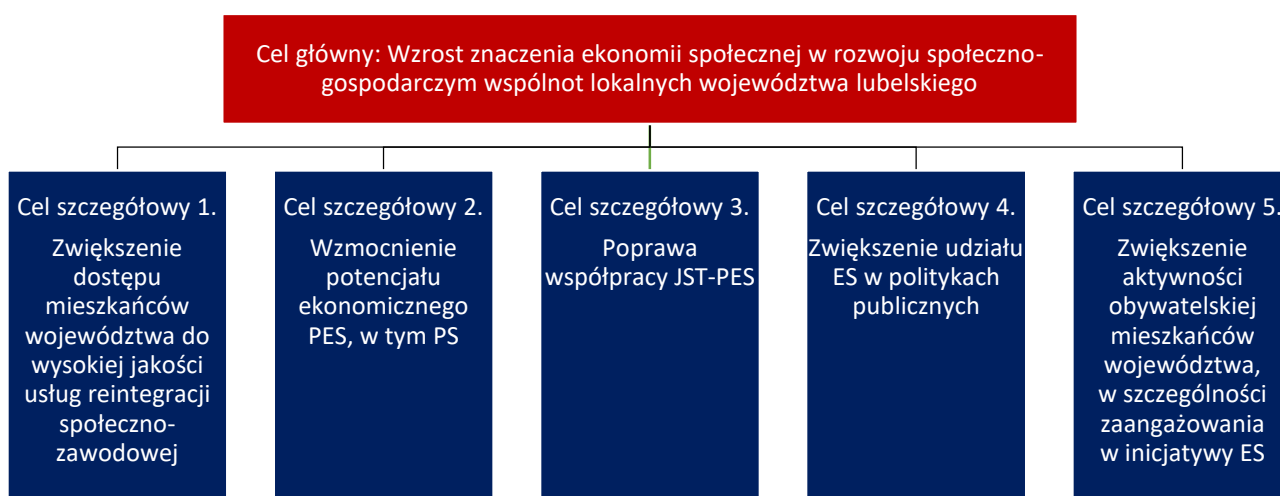 Cel główny: Wzrost znaczenia ekonomii społecznej w rozwoju społeczno-
gospodarczym wspólnot lokalnych województwa lubelskiego
Cel szczegółowy 1.
Zwiększenie
dostępu
mieszkańców
województwa do
wysokiej jakości
usług reintegracji
społeczno-
zawodowej
Cel szczegółowy 2.
Wzmocnienie
potencjału
ekonomicznego
PES, w tym PS
Cel szczegółowy 3.
Poprawa
współpracy JST-PES
Cel szczegółowy 4.
Zwiększenie udziału
ES w politykach
publicznych
Cel szczegółowy 5.
Zwiększenie
aktywności
obywatelskiej
mieszkańców
województwa,
w szczególności
zaangażowania
w inicjatywy ES